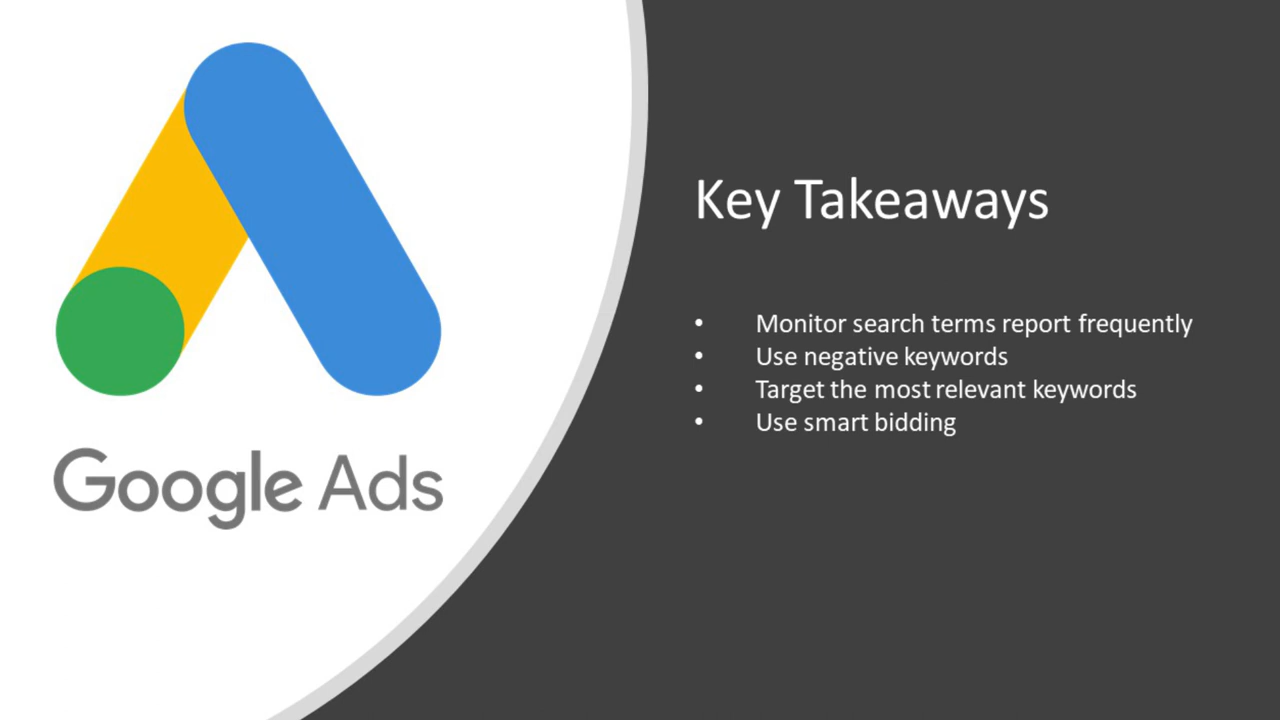 Google Ads
Key Takeaways
• Monitor search terms report frequently
• Use negative keywords
• Target the most relevant keywords
• Use smart bidding